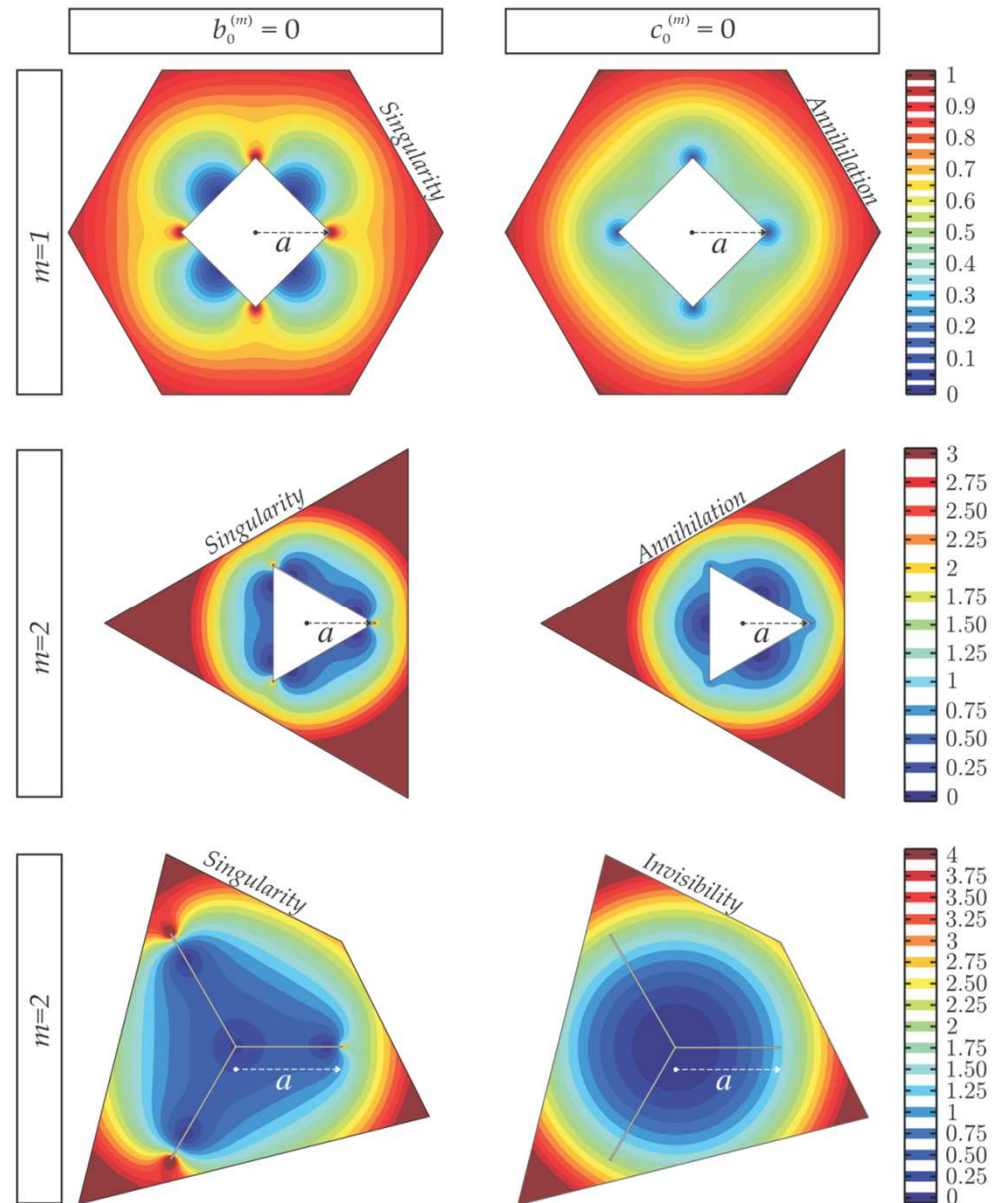 b₀⁽ᵐ⁾ = 0
c₀⁽ᵐ⁾ = 0
m=1
Singularity
a
Annihilation
a
1
0.9
0.8
0.7
0.6
0.5
0.4
0.3
0.2
0.1
0
m=2
Singularity
a
Annihilation
a
3
2.75
2.50
2.25
2
1.75
1.50
1.25
1
0.75
0.50
0.25
0
m=2
Singularity
a
Invisibility
a
4
3.75
3.50
3.25
3
2.75
2.50
2.25
2
1.75
1.50
1.25
1
0.75
0.50
0.25
0